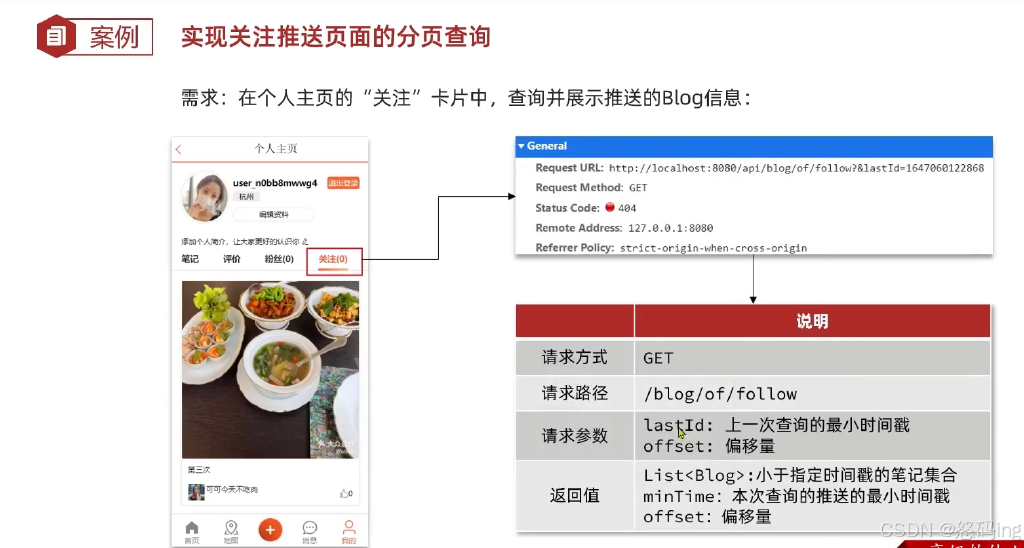 案例
实现关注推送页面的分页查询
需求：在个人主页的“关注”卡片中，查询并展示推送的Blog信息：
个人主页
user_n0bb8mwwg4
退出登录
杭州
编辑资料
添加个人简介，让大家更好的认识你
笔记 评价 粉丝(0) 关注(0)
大众点评
第三次
可可今天不吃肉
0
首页 地图 消息 我的
General
Request URL: http://localhost:8080/api/blog/of/follow?&lastId=1647060122868
Request Method: GET
Status Code: 404
Remote Address: 127.0.0.1:8080
Referrer Policy: strict-origin-when-cross-origin
说明
请求方式 GET
请求路径 /blog/of/follow
请求参数
lastId: 上一次查询的最小时间戳
offset: 偏移量
返回值
List<Blog>:小于指定时间戳的笔记集合
minTime: 本次查询的推送的最小时间戳
offset: 偏移量
CSDN @怒码ing